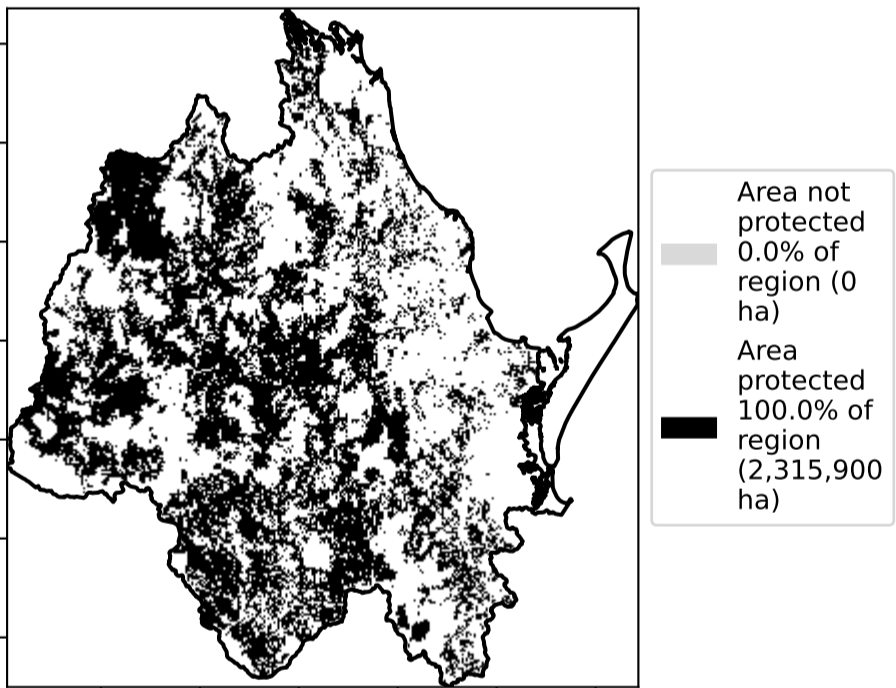 Area not
protected
0.0% of
region (0
ha)
Area
protected
100.0% of
region
(2,315,900
ha)